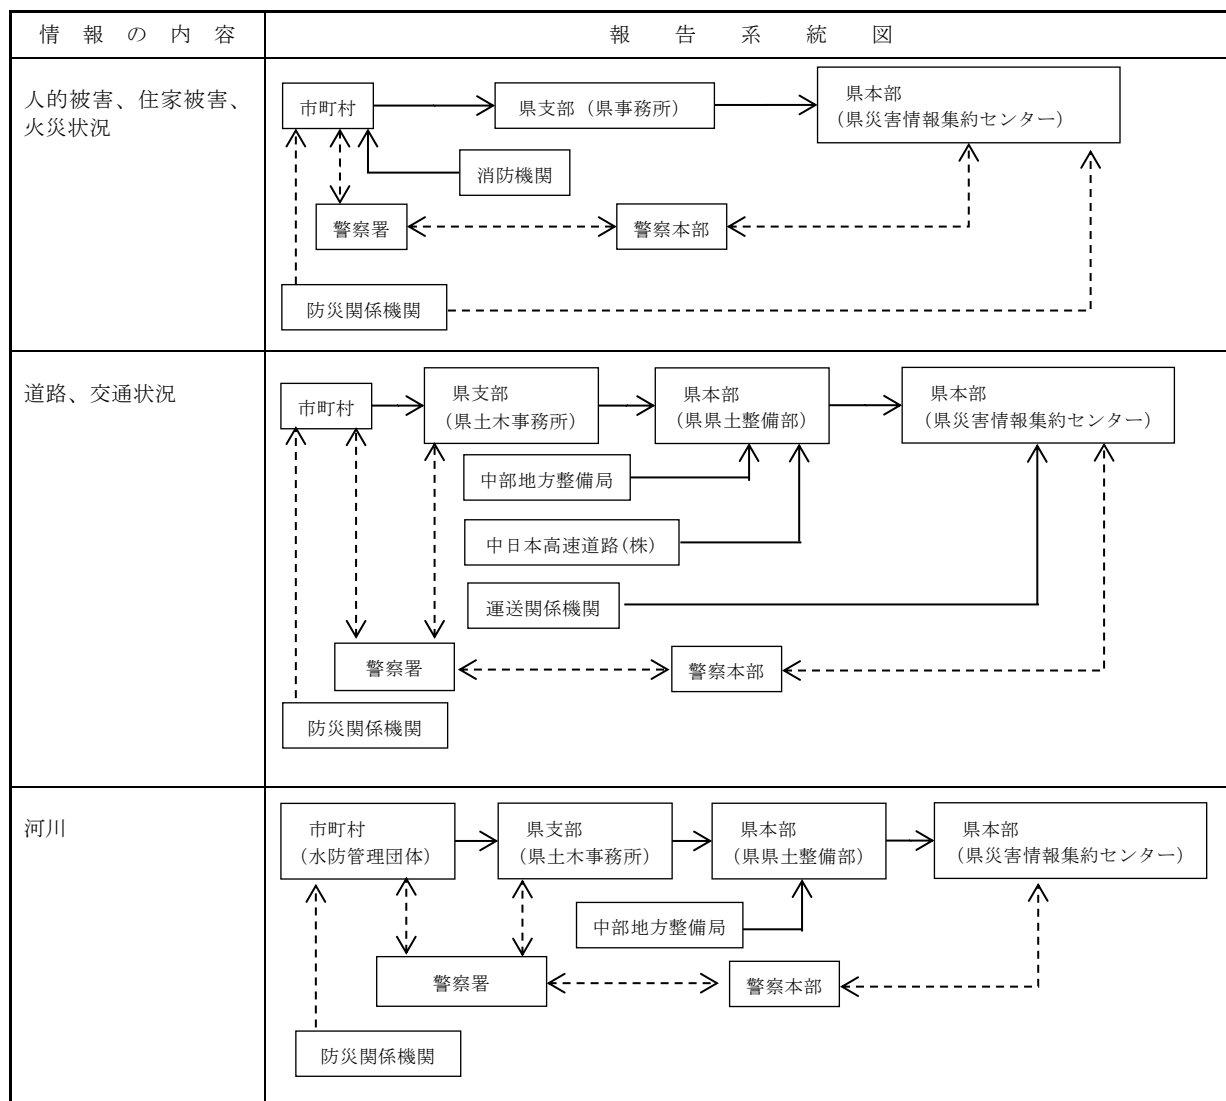 情報の内容
報告系統図
人的被害、住家被害、
火災状況
市町村
県支部（県事務所）
県本部
（県災害情報集約センター）
消防機関
警察署
警察本部
防災関係機関
道路、交通状況
市町村
県支部
（県土木事務所）
県本部
（県県土整備部）
県本部
（県災害情報集約センター）
中部地方整備局
中日本高速道路(株)
運送関係機関
警察署
警察本部
防災関係機関
河川
市町村
（水防管理団体）
県支部
（県土木事務所）
県本部
（県県土整備部）
県本部
（県災害情報集約センター）
中部地方整備局
警察署
警察本部
防災関係機関